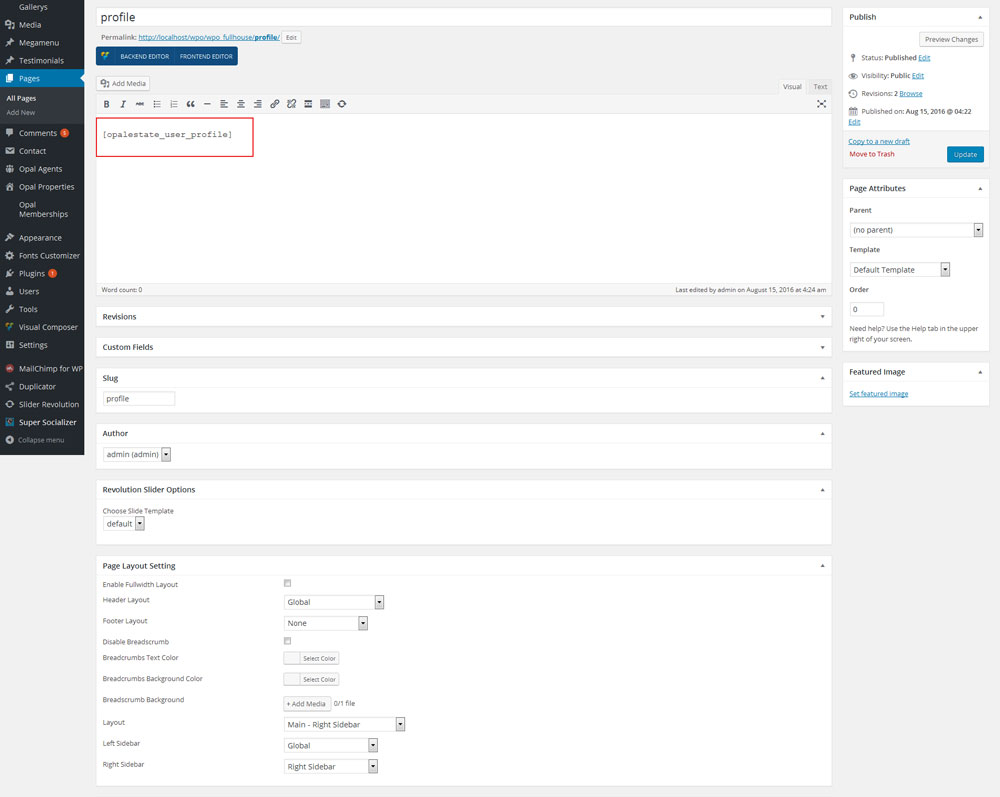 Gallerys
Media
Megamenu
Testimonials
Pages
All Pages
Add New
Comments 5
Contact
Opal Agents
Opal Properties
Opal
Memberships
Appearance
Fonts Customizer
Plugins 1
Users
Tools
Visual Composer
Settings
MailChimp for WP
Duplicator
Slider Revolution
Super Socializer
Collapse menu
profile
Permalink: http://localhost/wpo/wpo_fullhouse/profile/ Edit
BACKEND EDITOR FRONTEND EDITOR
Add Media
Visual Text
B I ABC
[opalestate_user_profile]
Word count: 0 Last edited by admin on August 15, 2016 at 4:24 am
Revisions
Custom Fields
Slug
profile
Author
admin (admin)
Revolution Slider Options
Choose Slide Template
default
Page Layout Setting
Enable Fullwidth Layout
Header Layout Global
Footer Layout None
Disable Breadscrumb
Breadcrumbs Text Color Select Color
Breadcrumbs Background Color Select Color
Breadscrumb Background + Add Media 0/1 file
Layout Main - Right Sidebar
Left Sidebar Global
Right Sidebar Right Sidebar
Publish
Preview Changes
Status: Published Edit
Visibility: Public Edit
Revisions: 2 Browse
Published on: Aug 15, 2016 @ 04:22
Edit
Copy to a new draft
Move to Trash Update
Page Attributes
Parent
(no parent)
Template
Default Template
Order
0
Need help? Use the Help tab in the upper
right of your screen.
Featured Image
Set featured image